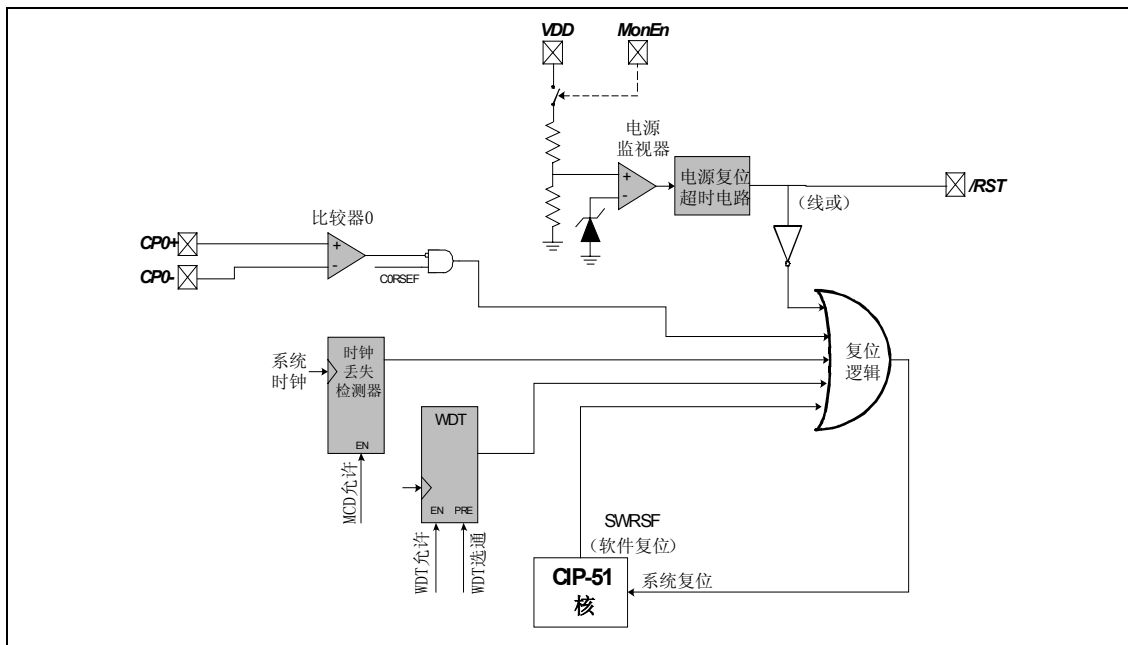 VDD
MonEn
电源
监视器
+
-
电源复位
超时电路
(线或)
/RST
比较器0
CP0+
CP0-
+
-
C0RSEF
系统
时钟
时钟
丢失
检测器
EN
MCD允许
WDT
EN PRE
WDT允许
WDT选通
复位
逻辑
SWRSF
(软件复位)
CIP-51
核
系统复位